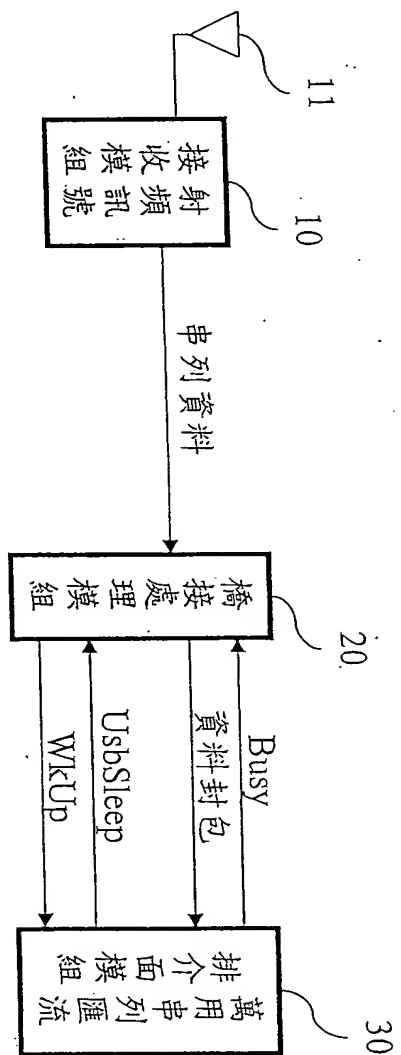 11
射頻訊號
接收模組
10
串列資料
橋接處理模組
20
Busy
資料封包
UsbSleep
WkUp
萬用串列匯流
排介面模組
30